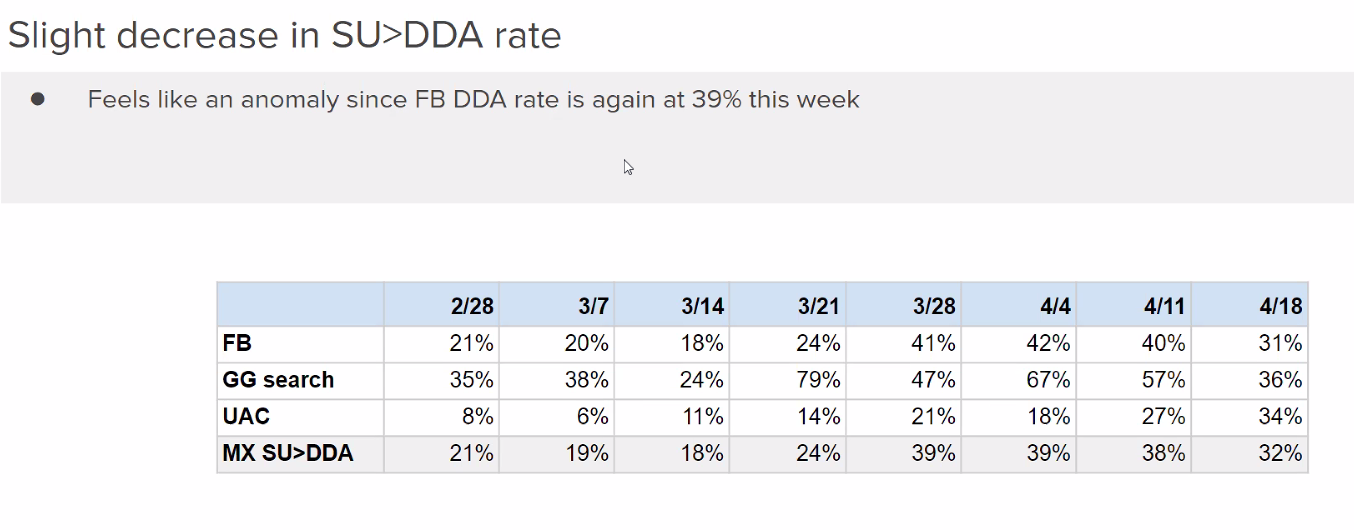 Slight decrease in SU>DDA rate
● Feels like an anomaly since FB DDA rate is again at 39% this week
2/28 3/7 3/14 3/21 3/28 4/4 4/11 4/18
FB 21% 20% 18% 24% 41% 42% 40% 31%
GG search 35% 38% 24% 79% 47% 67% 57% 36%
UAC 8% 6% 11% 14% 21% 18% 27% 34%
MX SU>DDA 21% 19% 18% 24% 39% 39% 38% 32%